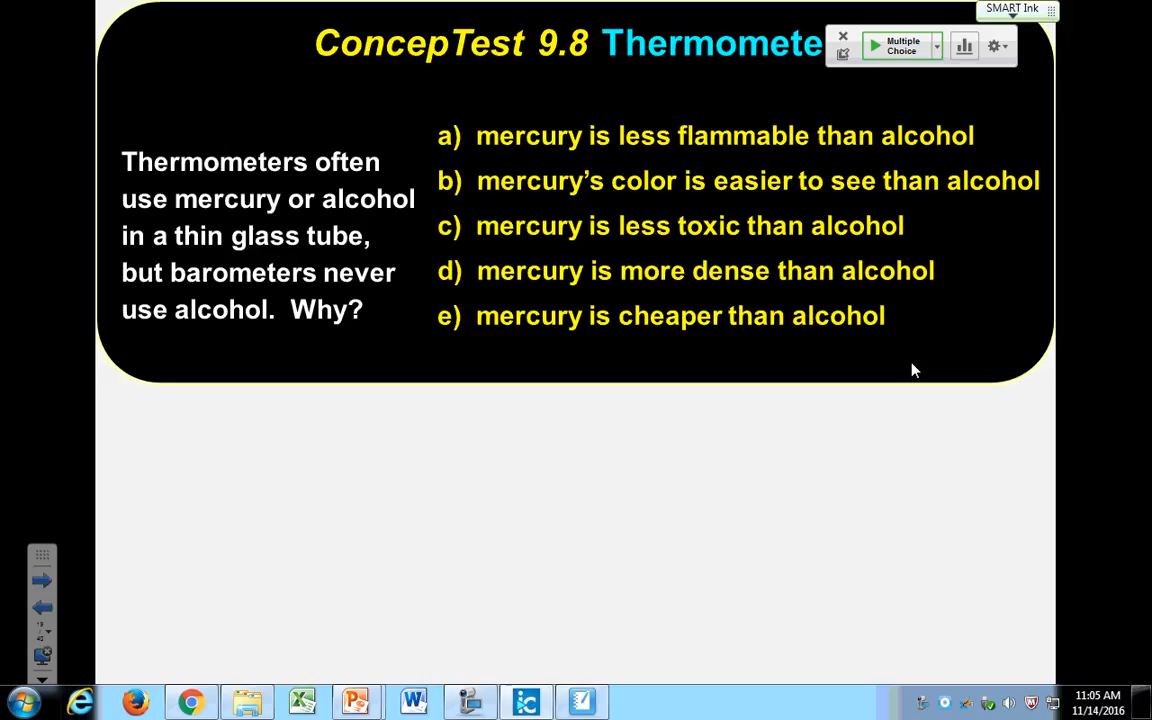 SMART Ink
ConcepTest 9.8 Thermomete
Multiple
Choice
Thermometers often
use mercury or alcohol
in a thin glass tube,
but barometers never
use alcohol. Why?
a) mercury is less flammable than alcohol
b) mercury’s color is easier to see than alcohol
c) mercury is less toxic than alcohol
d) mercury is more dense than alcohol
e) mercury is cheaper than alcohol
11:05 AM
11/14/2016